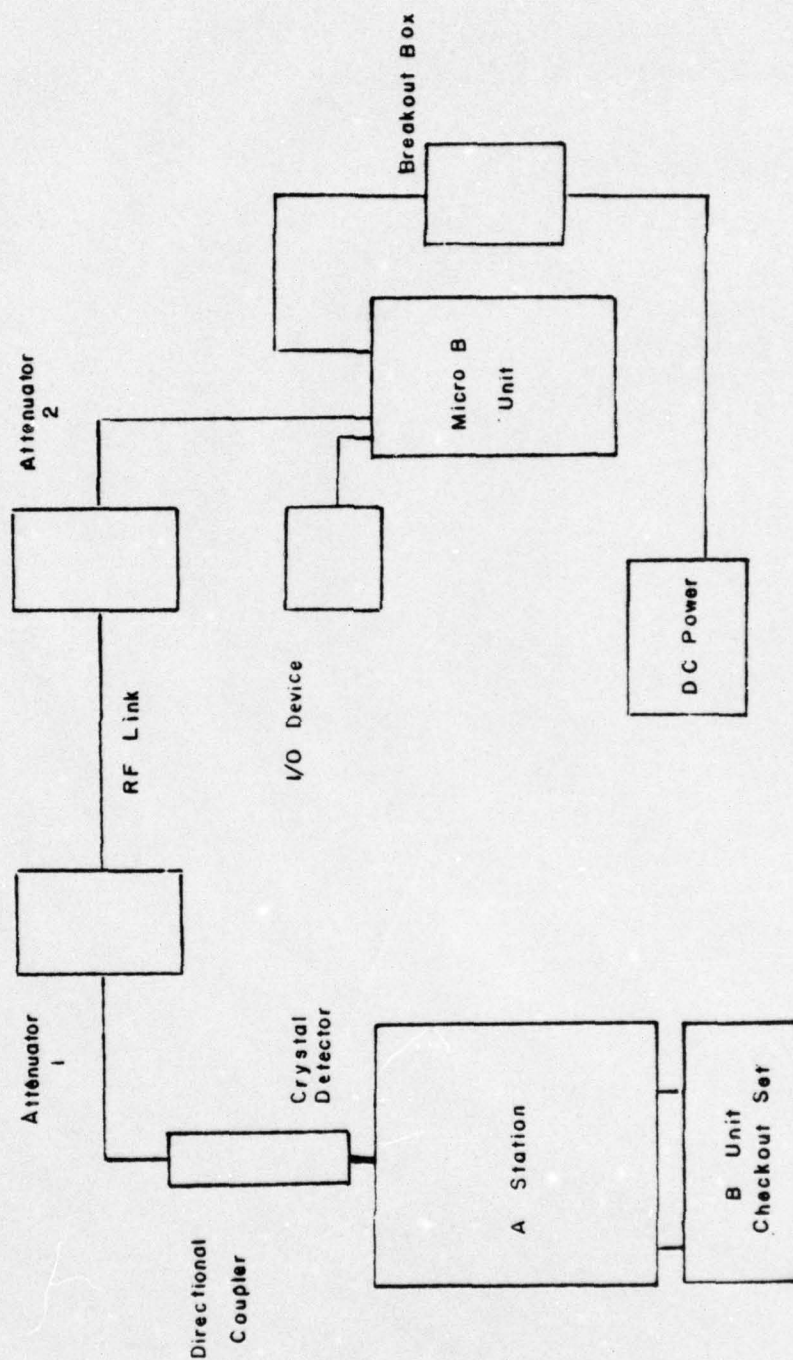 Attenuator
1
Attenuator
2
RF Link
Directional
Coupler
Crystal
Detector
I/O Device
Breakout Box
Micro B
Unit
A Station
DC Power
B Unit
Checkout Set